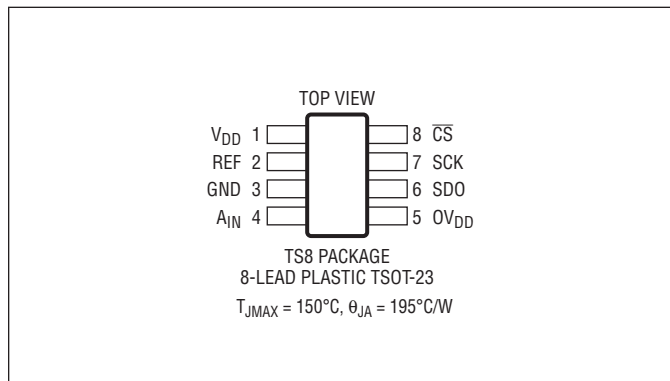 TOP VIEW
V_DD 1
REF 2
GND 3
A_IN 4
8 C̅S̅
7 SCK
6 SDO
5 OV_DD
TS8 PACKAGE
8-LEAD PLASTIC TSOT-23
T_JMAX = 150°C, θ_JA = 195°C/W